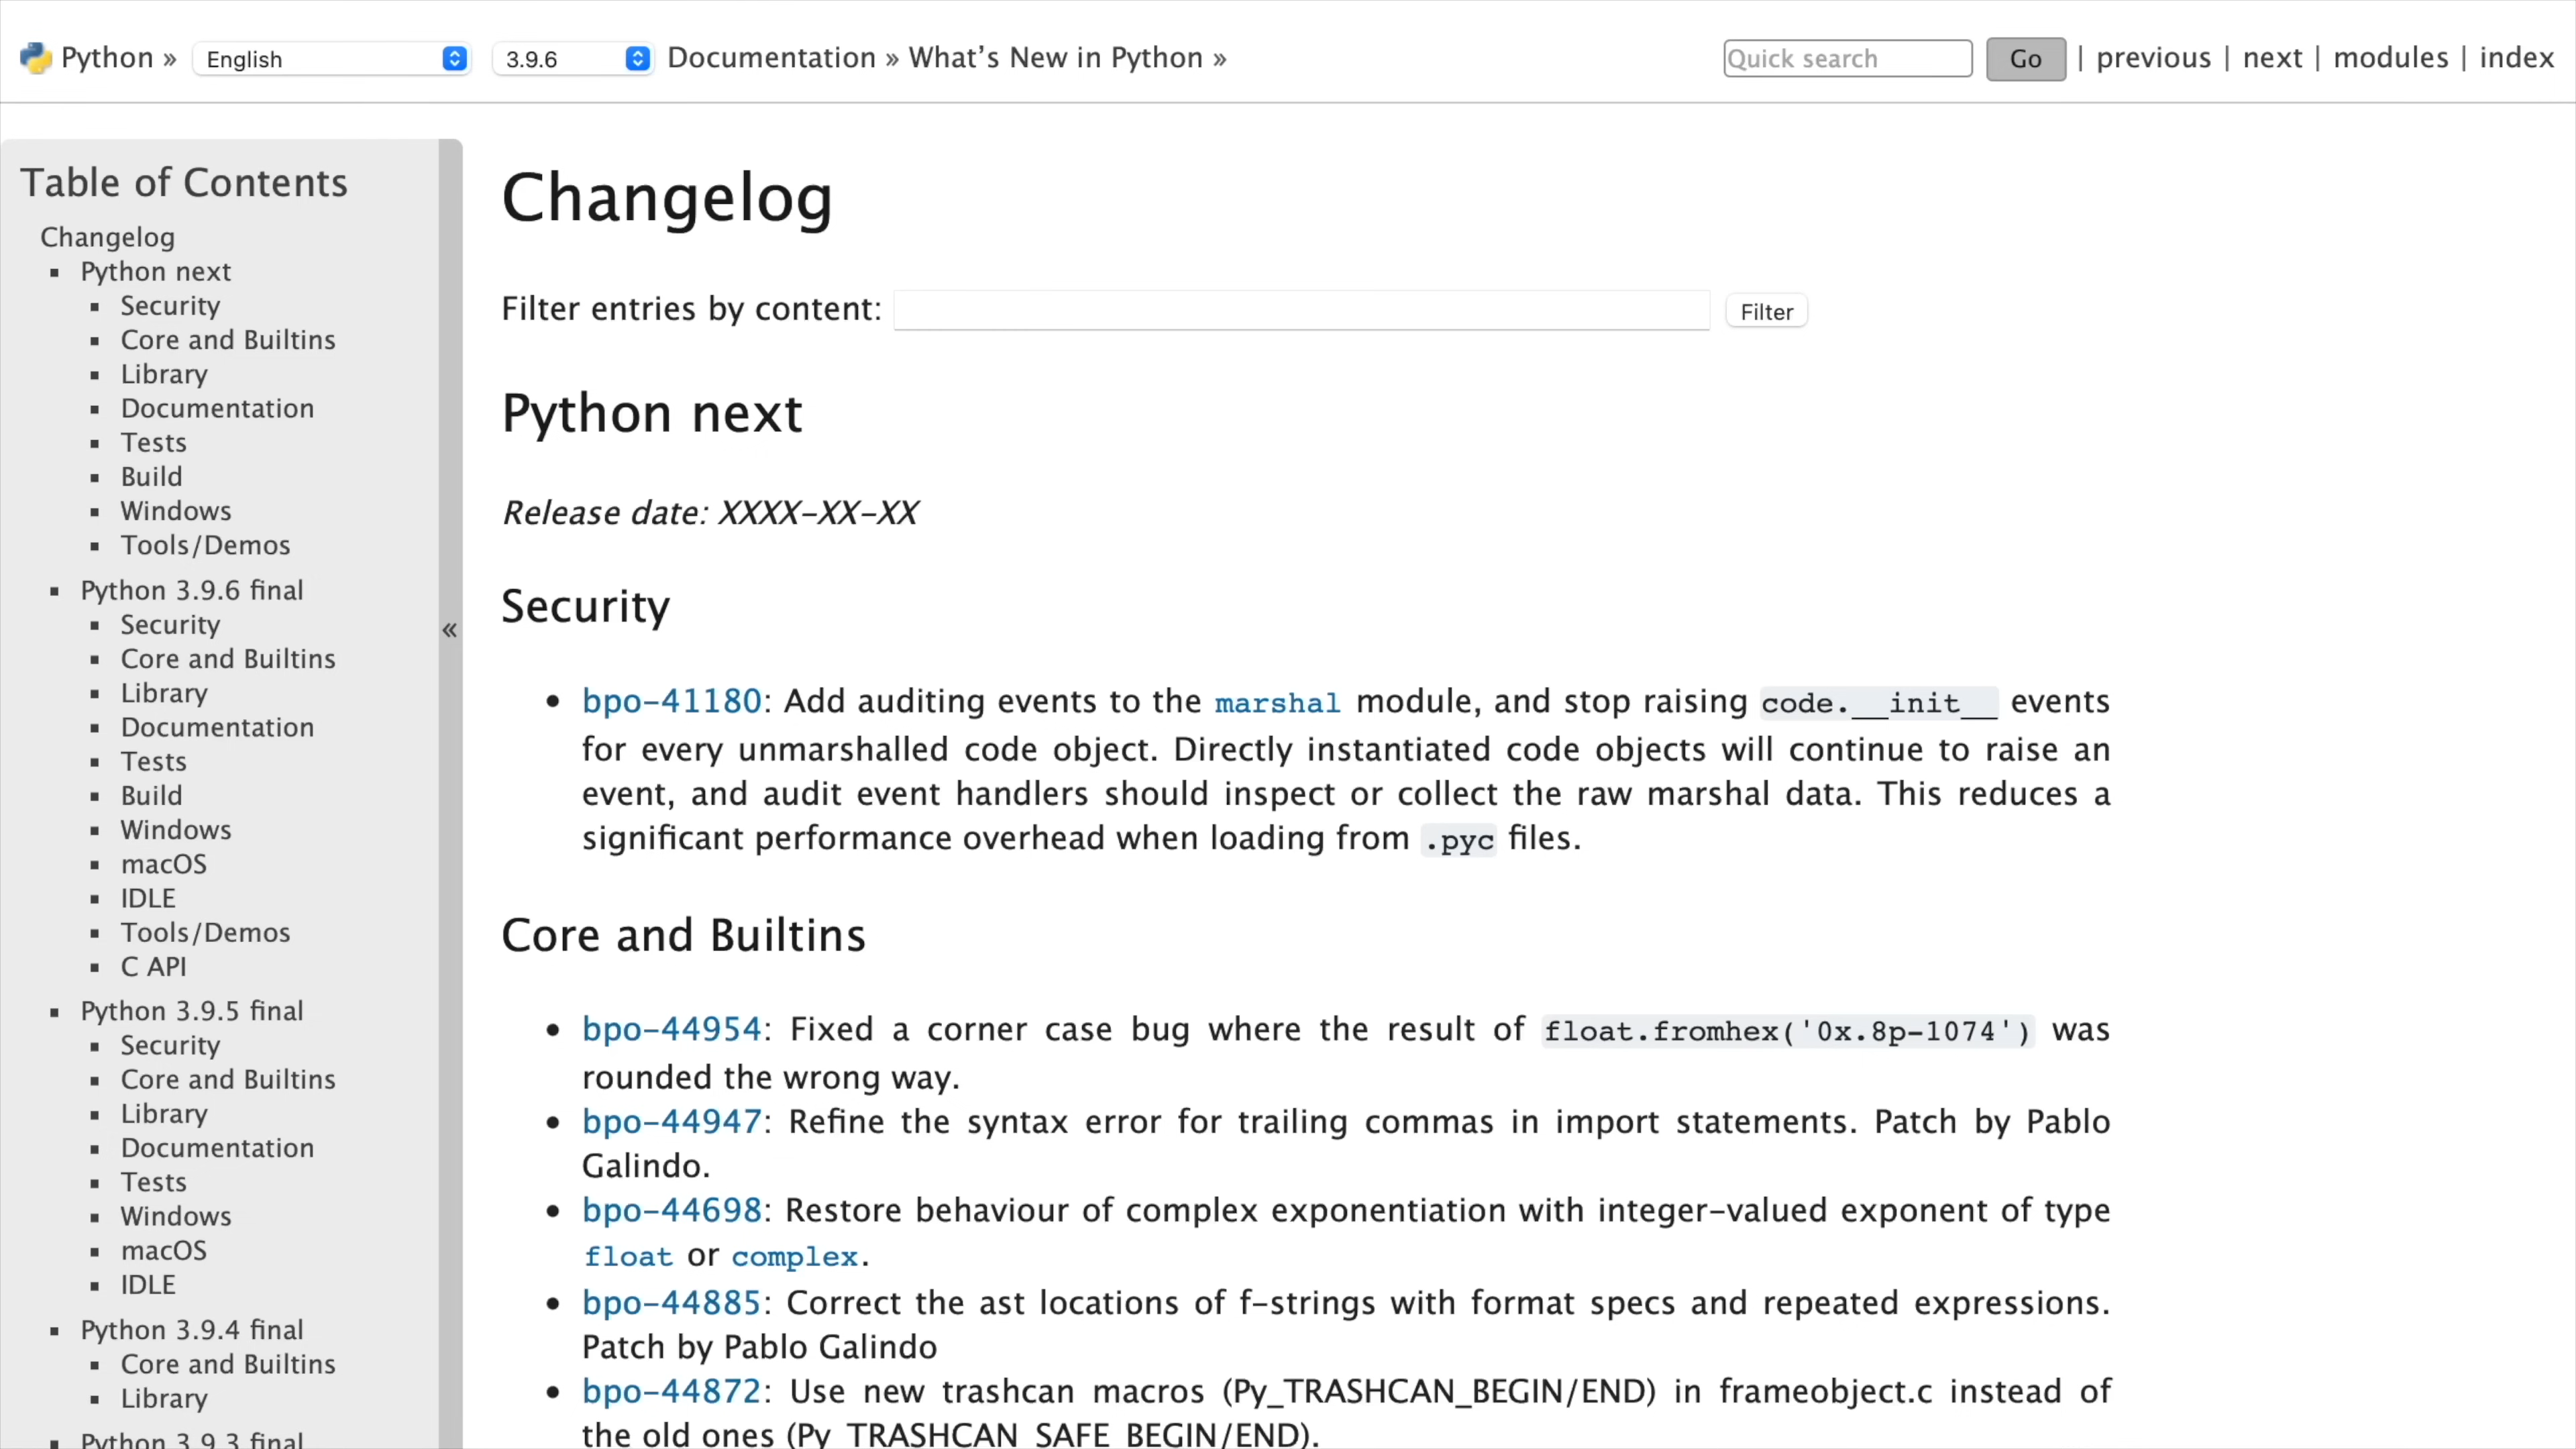 Python » English 3.9.6 Documentation » What’s New in Python » Quick search Go | previous | next | modules | index
Table of Contents
Changelog
Python next
Security
Core and Builtins
Library
Documentation
Tests
Build
Windows
Tools/Demos
Python 3.9.6 final
Security
Core and Builtins
Library
Documentation
Tests
Build
Windows
macOS
IDLE
Tools/Demos
C API
Python 3.9.5 final
Security
Core and Builtins
Library
Documentation
Tests
Windows
macOS
IDLE
Python 3.9.4 final
Core and Builtins
Library
Python 3.9.3 final
«
Changelog
Filter entries by content: Filter
Python next
Release date: XXXX-XX-XX
Security
• bpo-41180: Add auditing events to the marshal module, and stop raising code.__init__ events
for every unmarshalled code object. Directly instantiated code objects will continue to raise an
event, and audit event handlers should inspect or collect the raw marshal data. This reduces a
significant performance overhead when loading from .pyc files.
Core and Builtins
• bpo-44954: Fixed a corner case bug where the result of float.fromhex('0x.8p-1074') was
rounded the wrong way.
• bpo-44947: Refine the syntax error for trailing commas in import statements. Patch by Pablo
Galindo.
• bpo-44698: Restore behaviour of complex exponentiation with integer-valued exponent of type
float or complex.
• bpo-44885: Correct the ast locations of f-strings with format specs and repeated expressions.
Patch by Pablo Galindo
• bpo-44872: Use new trashcan macros (Py_TRASHCAN_BEGIN/END) in frameobject.c instead of
the old ones (Py_TRASHCAN_SAFE_BEGIN/END).